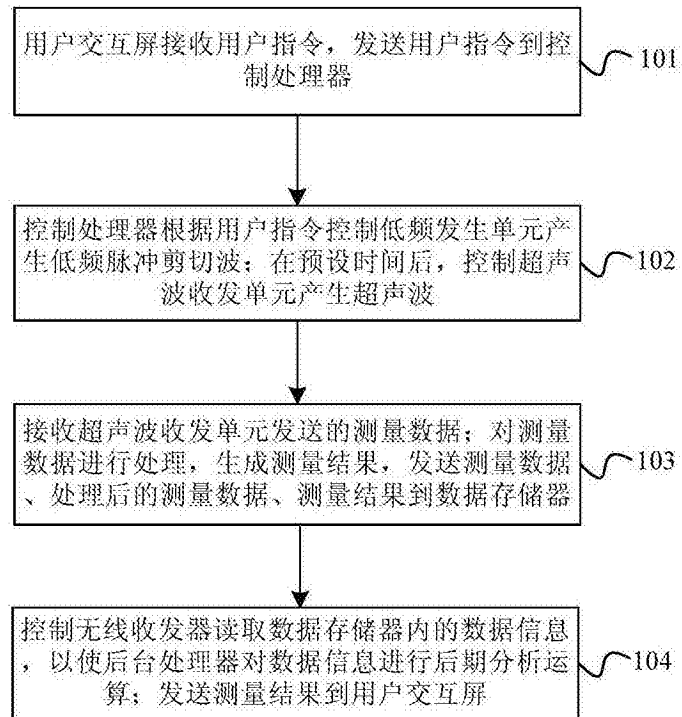 用户交互屏接收用户指令，发送用户指令到控
制处理器
101
控制处理器根据用户指令控制低频发生单元产
生低频脉冲剪切波；在预设时间后，控制超声
波收发单元产生超声波
102
接收超声波收发单元发送的测量数据；对测量
数据进行处理，生成测量结果，发送测量数据
、处理后的测量数据、测量结果到数据存储器
103
控制无线收发器读取数据存储器内的数据信息
，以使后台处理器对数据信息进行后期分析运
算；发送测量结果到用户交互屏
104